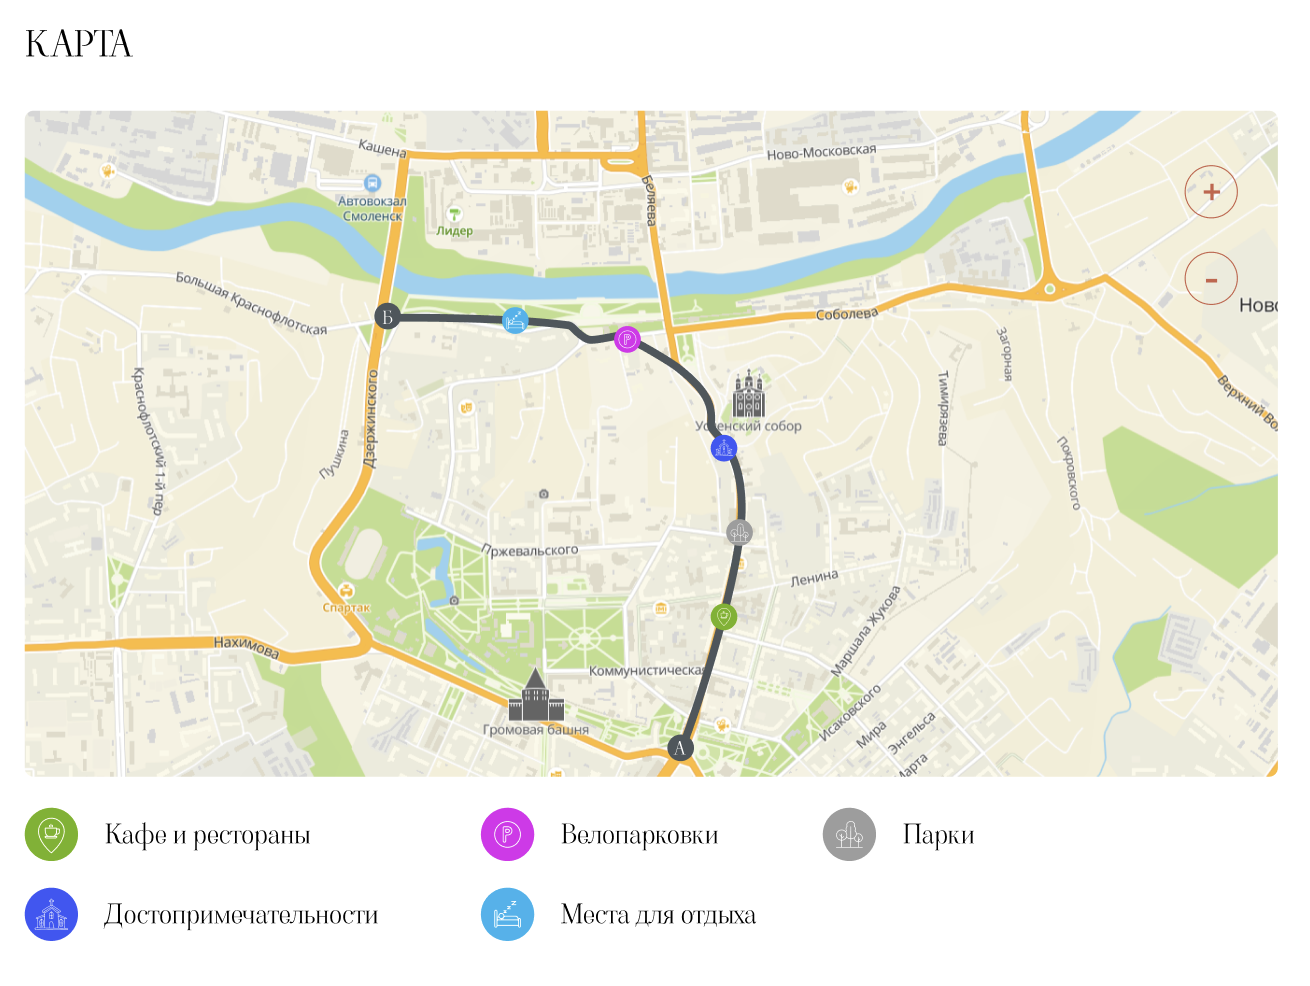 КАРТА
Кашена
Ново-Московская
Беляева
Автовокзал
Смоленск
Лидер
+
-
Большая Краснофлотская
Б
P
Соболева
Ново
Загорная
Верхний Во
Краснофлотский 1-й пер
Дзержинского
Пушкина
Тимирязева
Успенский собор
Покровского
Пржевальского
Ленина
Спартак
Маршала Жукова
Нахимова
Коммунистическая
Исаковского
Мира
Энгельса
Марта
Громовая башня
А
Кафе и рестораны
P
Велопарковки
Парки
Достопримечательности
Места для отдыха